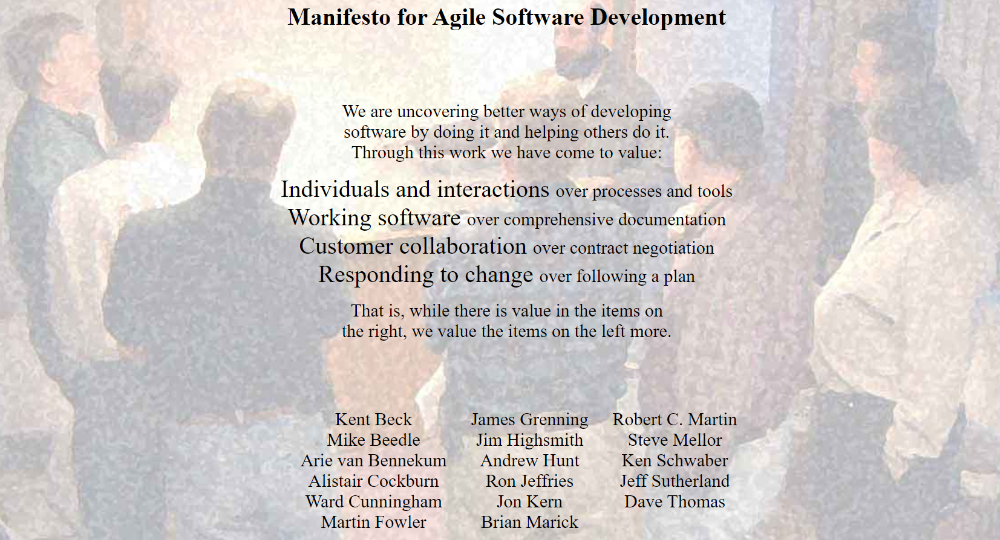 Manifesto for Agile Software Development
We are uncovering better ways of developing
software by doing it and helping others do it.
Through this work we have come to value:
Individuals and interactions over processes and tools
Working software over comprehensive documentation
Customer collaboration over contract negotiation
Responding to change over following a plan
That is, while there is value in the items on
the right, we value the items on the left more.
Kent Beck
Mike Beedle
Arie van Bennekum
Alistair Cockburn
Ward Cunningham
Martin Fowler
James Grenning
Jim Highsmith
Andrew Hunt
Ron Jeffries
Jon Kern
Brian Marick
Robert C. Martin
Steve Mellor
Ken Schwaber
Jeff Sutherland
Dave Thomas